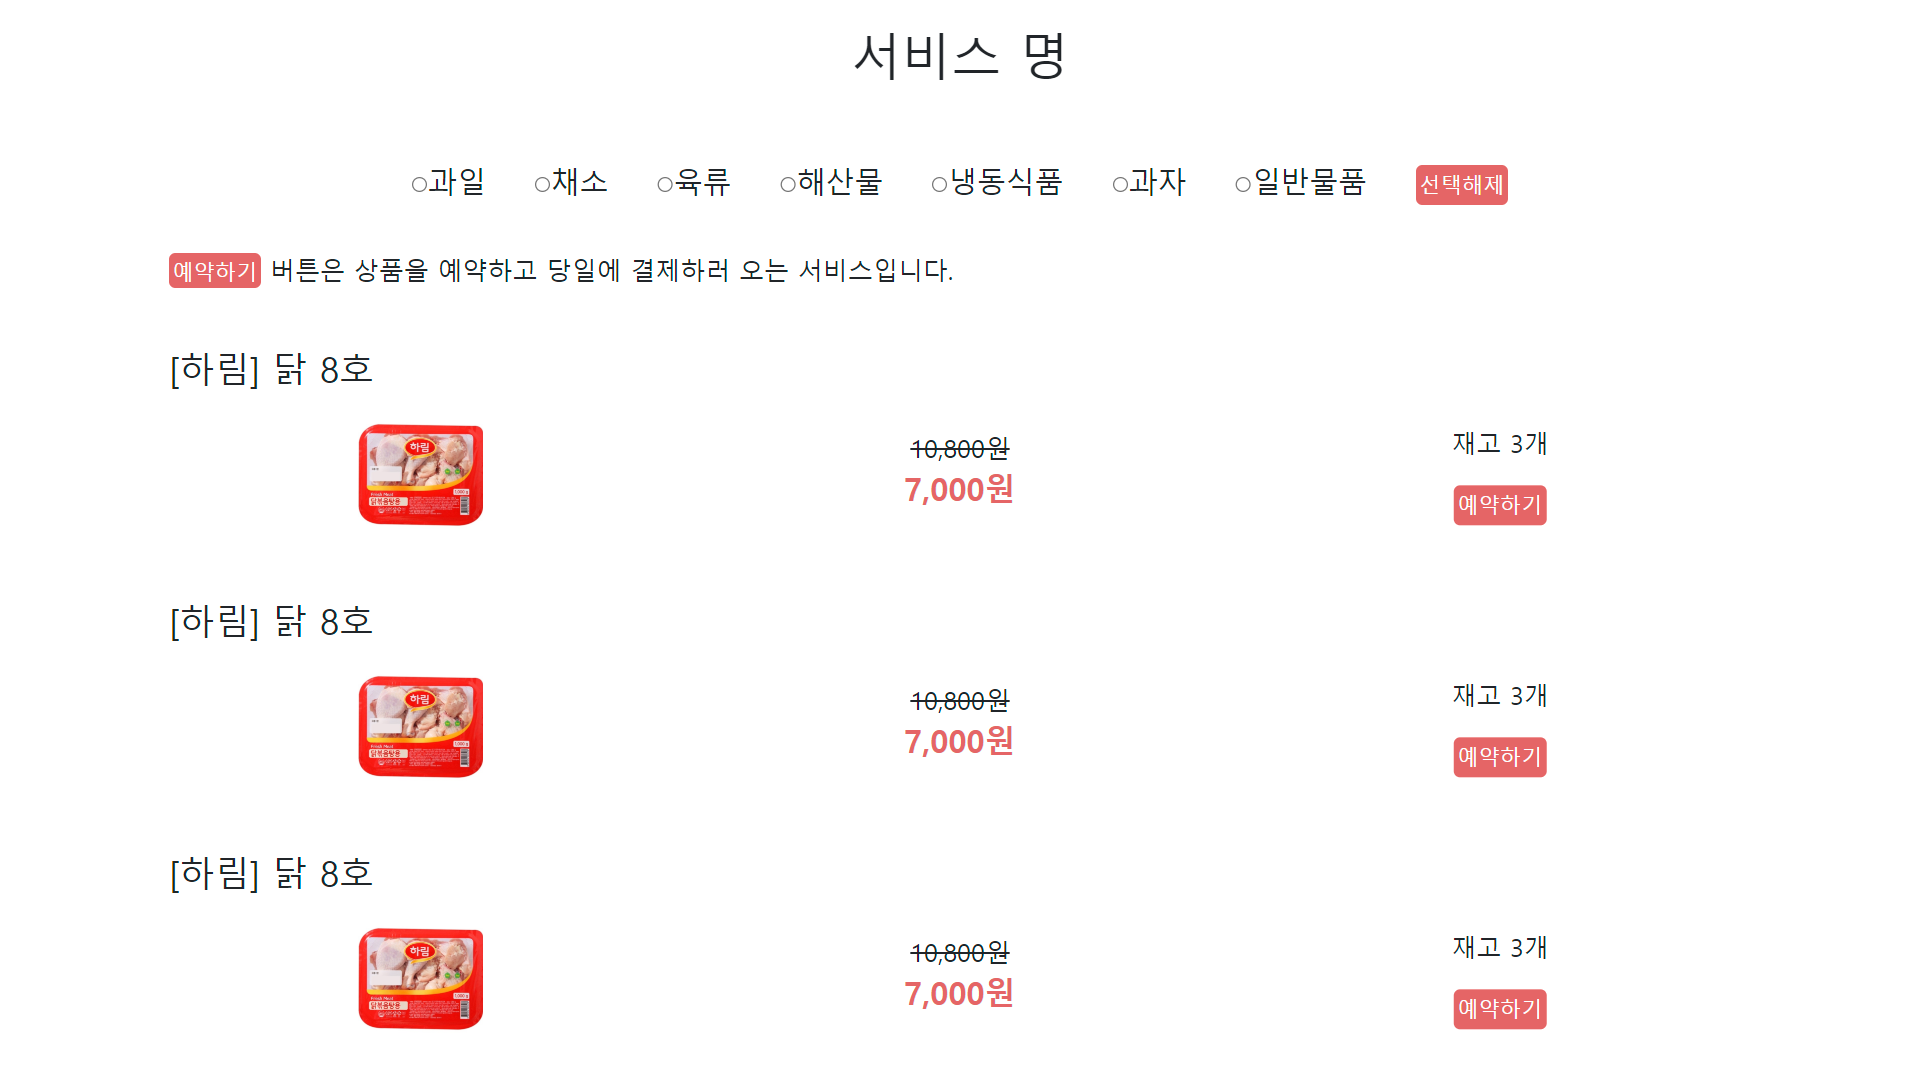 서비스 명
과일 채소 육류 해산물 냉동식품 과자 일반물품 선택해제
예약하기 버튼은 상품을 예약하고 당일에 결제하러 오는 서비스입니다.
[하림] 닭 8호
하림
10,800원
7,000원
재고 3개
예약하기
[하림] 닭 8호
하림
10,800원
7,000원
재고 3개
예약하기
[하림] 닭 8호
하림
10,800원
7,000원
재고 3개
예약하기